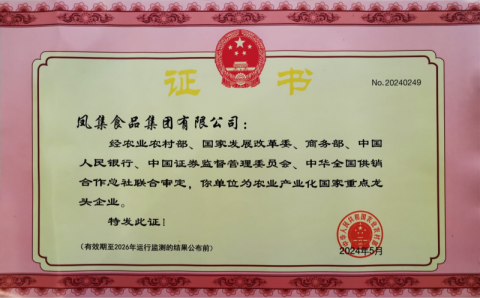 证书
No.20240249
凤集食品集团有限公司：
经农业农村部、国家发展改革委、商务部、中国
人民银行、中国证券监督管理委员会、中华全国供销
合作总社联合审定，你单位为农业产业化国家重点龙
头企业。
特发此证！
（有效期至2026年运行监测的结果公布前）
2024年5月